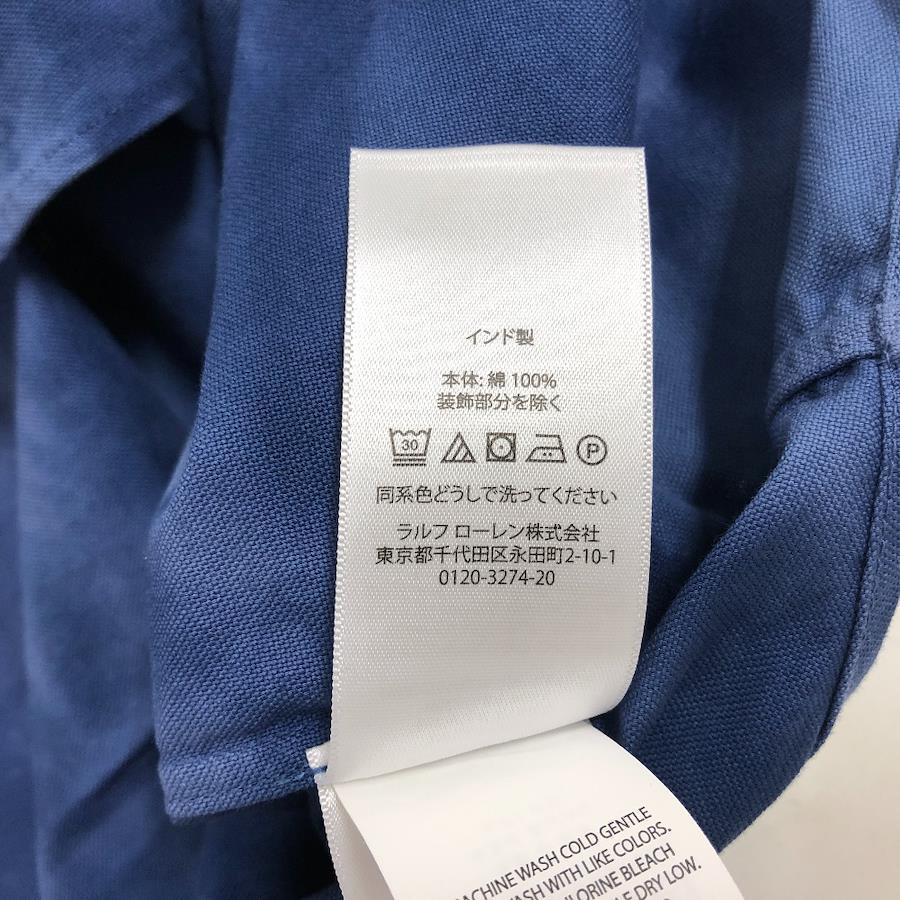 インド製
本体: 綿 100%
装飾部分を除く
30
P
同系色どうしで洗ってください
ラルフ ローレン株式会社
東京都千代田区永田町2-10-1
0120-3274-20
MACHINE WASH COLD GENTLE
WASH WITH LIKE COLORS.
CHLORINE BLEACH
DRY LOW.